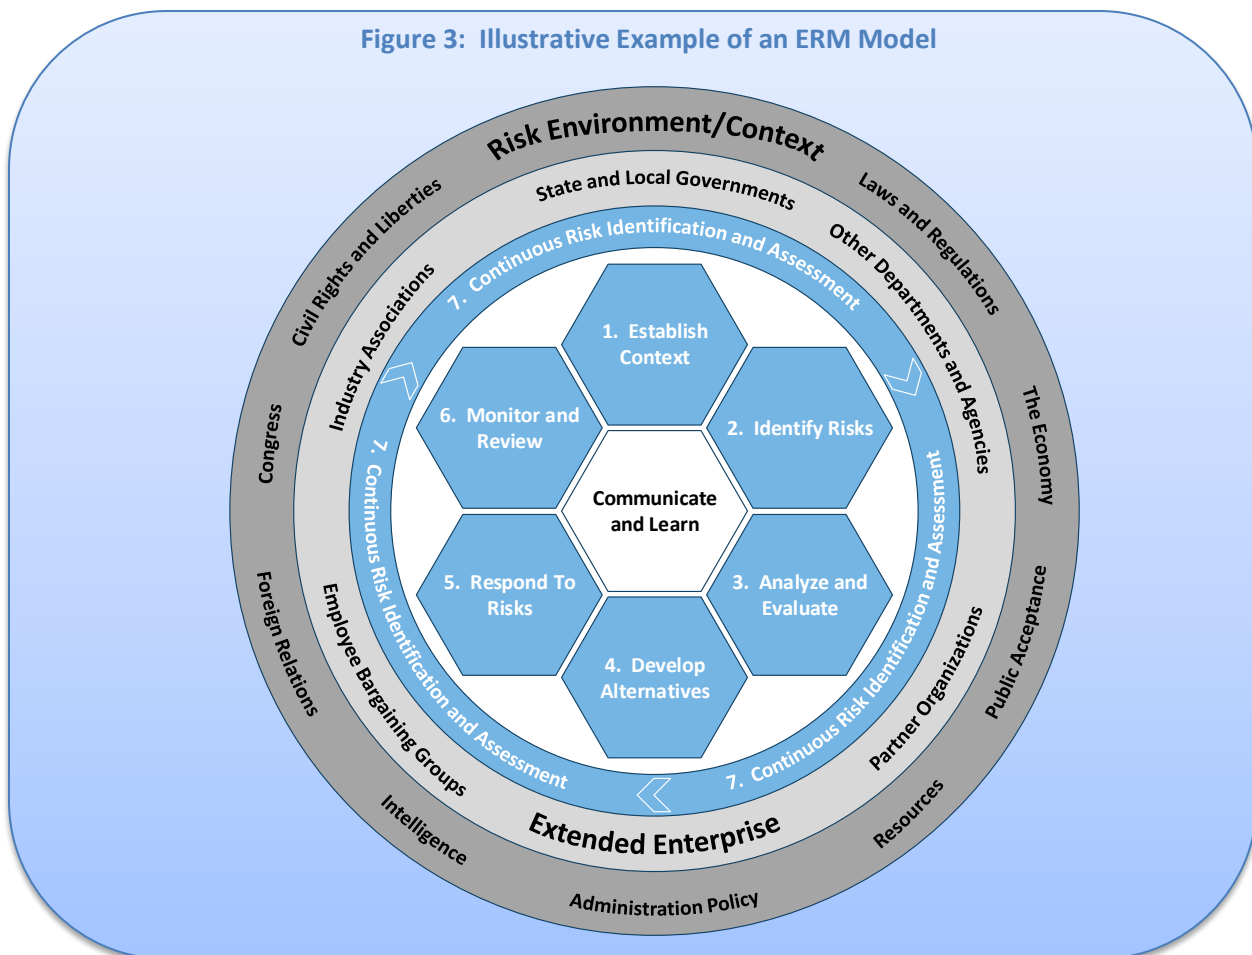 Figure 3:  Illustrative Example of an ERM Model
Risk Environment/Context
Laws and Regulations
The Economy
Public Acceptance
Resources
Administration Policy
Intelligence
Foreign Relations
Congress
Civil Rights and Liberties
State and Local Governments
Other Departments and Agencies
Partner Organizations
Extended Enterprise
Employee Bargaining Groups
Industry Associations
7.  Continuous Risk Identification and Assessment
7.  Continuous Risk Identification and Assessment
7.  Continuous Risk Identification and Assessment
1.  Establish
Context
2.  Identify Risks
3.  Analyze and
Evaluate
4.  Develop
Alternatives
5.  Respond To
Risks
6.  Monitor and
Review
Communicate
and Learn